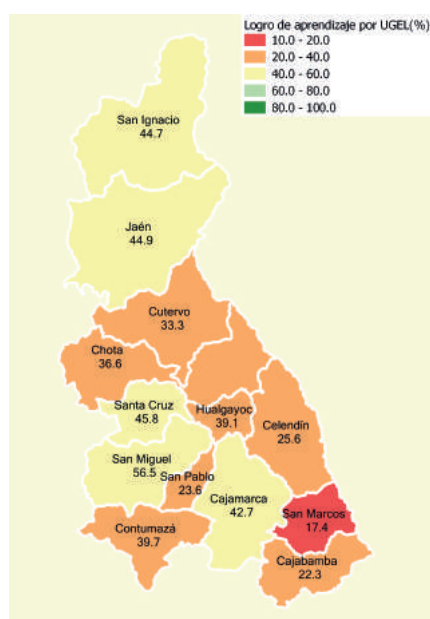 Logro de aprendizaje por UGEL(%)
10.0 - 20.0
20.0 - 40.0
40.0 - 60.0
60.0 - 80.0
80.0 - 100.0
San Ignacio
44.7
Jaén
44.9
Cutervo
33.3
Chota
36.6
Santa Cruz
45.8
Hualgayoc
39.1
Celendín
25.6
San Miguel
56.5
San Pablo
23.6
Cajamarca
42.7
San Marcos
17.4
Contumazá
39.7
Cajabamba
22.3